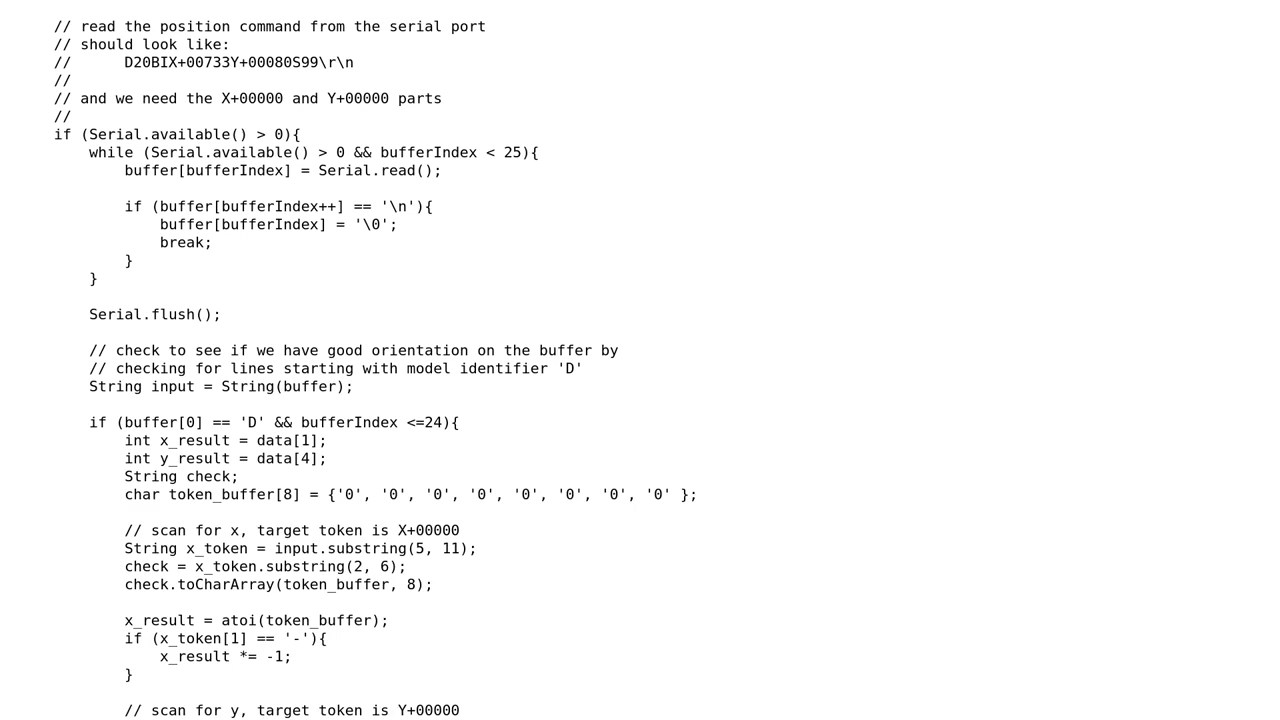 // read the position command from the serial port
// should look like:
//      D20BIX+00733Y+00080S99\r\n
//
// and we need the X+00000 and Y+00000 parts
//
if (Serial.available() > 0){
    while (Serial.available() > 0 && bufferIndex < 25){
        buffer[bufferIndex] = Serial.read();

        if (buffer[bufferIndex++] == '\n'){
            buffer[bufferIndex] = '\0';
            break;
        }
    }

    Serial.flush();

    // check to see if we have good orientation on the buffer by
    // checking for lines starting with model identifier 'D'
    String input = String(buffer);

    if (buffer[0] == 'D' && bufferIndex <=24){
        int x_result = data[1];
        int y_result = data[4];
        String check;
        char token_buffer[8] = {'0', '0', '0', '0', '0', '0', '0', '0' };

        // scan for x, target token is X+00000
        String x_token = input.substring(5, 11);
        check = x_token.substring(2, 6);
        check.toCharArray(token_buffer, 8);

        x_result = atoi(token_buffer);
        if (x_token[1] == '-'){
            x_result *= -1;
        }

        // scan for y, target token is Y+00000